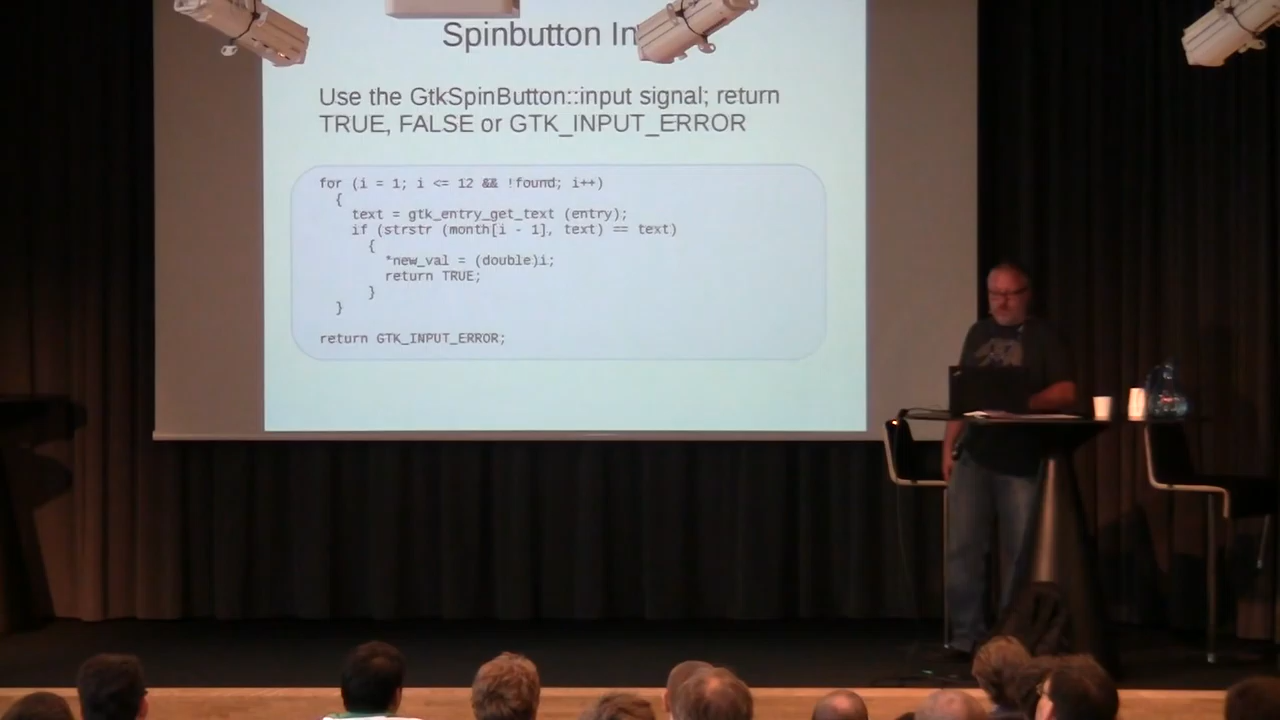 Spinbutton In
Use the GtkSpinButton::input signal; return
TRUE, FALSE or GTK_INPUT_ERROR
for (i = 1; i <= 12 && !found; i++)
{
text = gtk_entry_get_text (entry);
if (strstr (month[i - 1], text) == text)
{
*new_val = (double)i;
return TRUE;
}
}
return GTK_INPUT_ERROR;